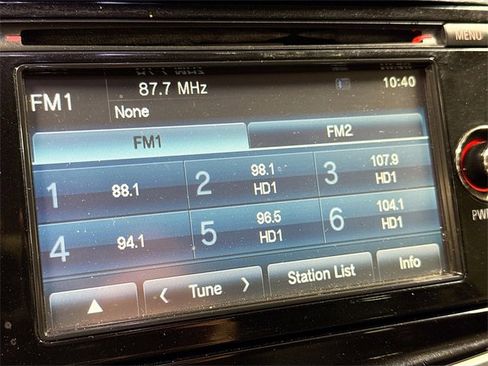 MENU
FM1 87.7 MHz 10:40
None
FM1 FM2
1 88.1 2 98.1 HD1 3 107.9 HD1
4 94.1 5 96.5 HD1 6 104.1 HD1
▲ < Tune > Station List Info